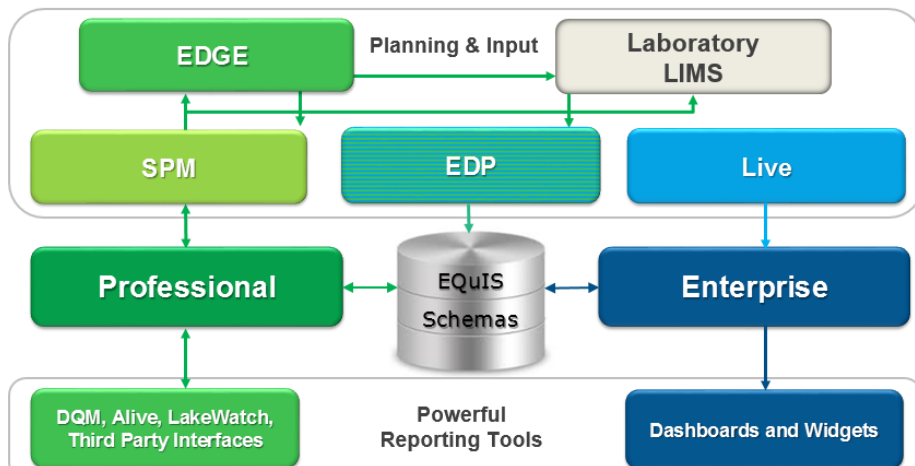 EDGE
Planning & Input
Laboratory
LIMS
SPM
EDP
Live
Professional
EQuIS
Schemas
Enterprise
DQM, Alive, LakeWatch,
Third Party Interfaces
Powerful
Reporting Tools
Dashboards and Widgets